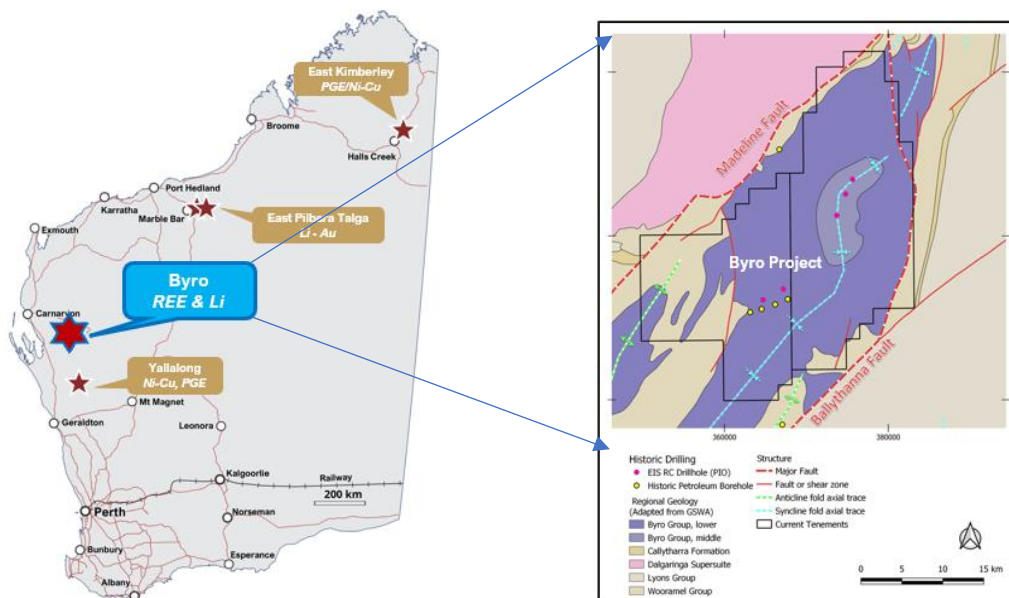 East Kimberley
PGE/Ni-Cu
Broome
Halls Creek
Port Hedland
Karratha
Marble Bar
Exmouth
East Pilbara Talga
Li - Au
Byro
REE & Li
Carnarvon
Yallalong
Ni-Cu, PGE
Mt Magnet
Geraldton
Leonora
Kalgoorlie
Railway
200 km
Perth
Norseman
Bunbury
Esperance
Albany
Madeline Fault
Byro Project
Ballythanna Fault
360000
380000
Historic Drilling
EIS RC Drillhole (PIO)
Historic Petroleum Borehole
Regional Geology
(Adapted from GSWA)
Byro Group, lower
Byro Group, middle
Callytharra Formation
Dalgaringa Supersuite
Lyons Group
Wooramel Group
Structure
Major Fault
Fault or shear zone
Anticline fold axial trace
Syncline fold axial trace
Current Tenements
0 5 10 15 km